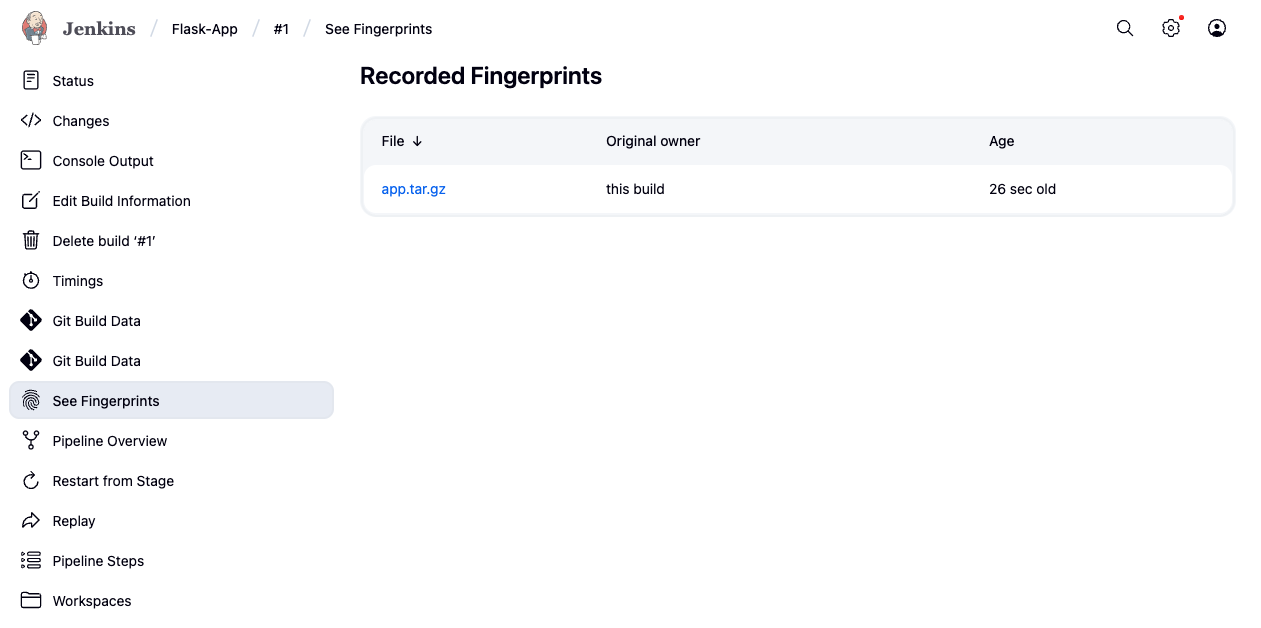 Jenkins / Flask-App / #1 / See Fingerprints
Status
Changes
Console Output
Edit Build Information
Delete build ‘#1’
Timings
Git Build Data
Git Build Data
See Fingerprints
Pipeline Overview
Restart from Stage
Replay
Pipeline Steps
Workspaces
Recorded Fingerprints
File ↓ Original owner Age
app.tar.gz this build 26 sec old